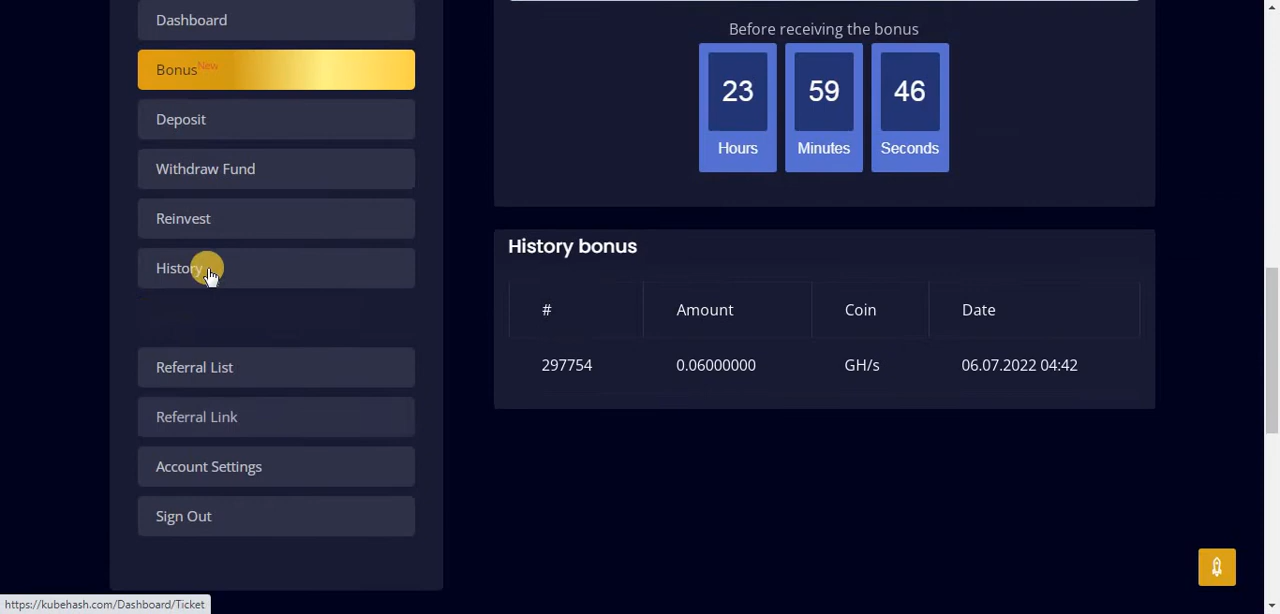 Dashboard
Bonus New
Deposit
Withdraw Fund
Reinvest
History
Referral List
Referral Link
Account Settings
Sign Out
Before receiving the bonus
23 59 46
Hours Minutes Seconds
History bonus
# Amount Coin Date
297754 0.06000000 GH/s 06.07.2022 04:42
https://kubehash.com/Dashboard/Ticket